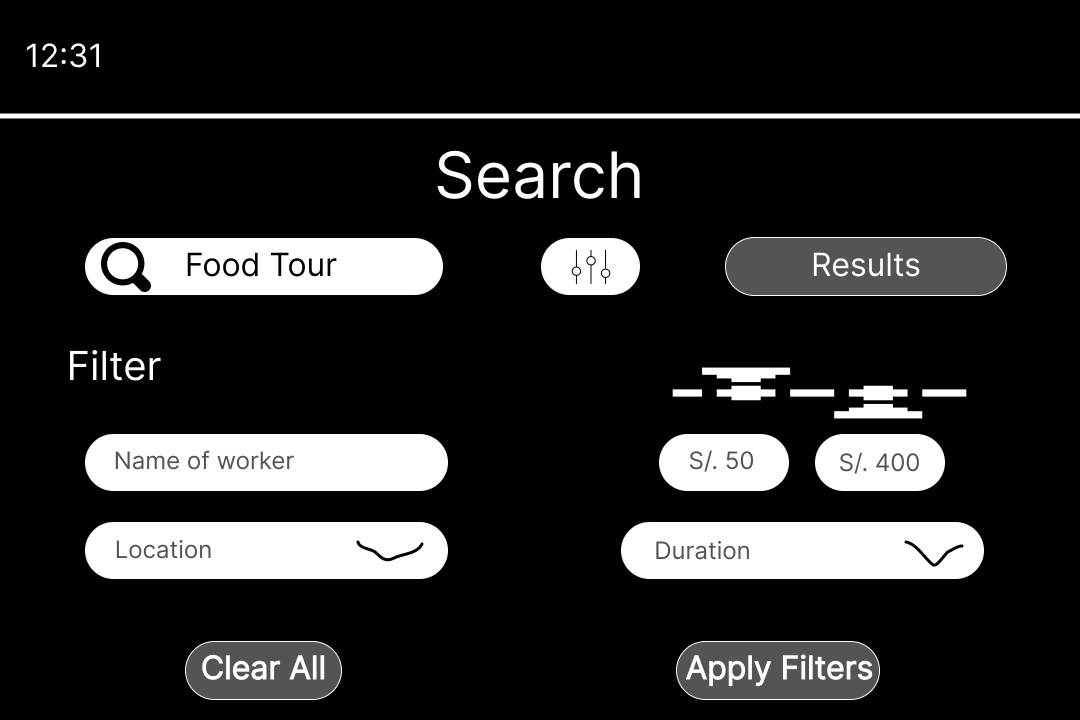 12:31
Search
Food Tour
Results
Filter
Name of worker
S/. 50
S/. 400
Location
Duration
Clear All
Apply Filters